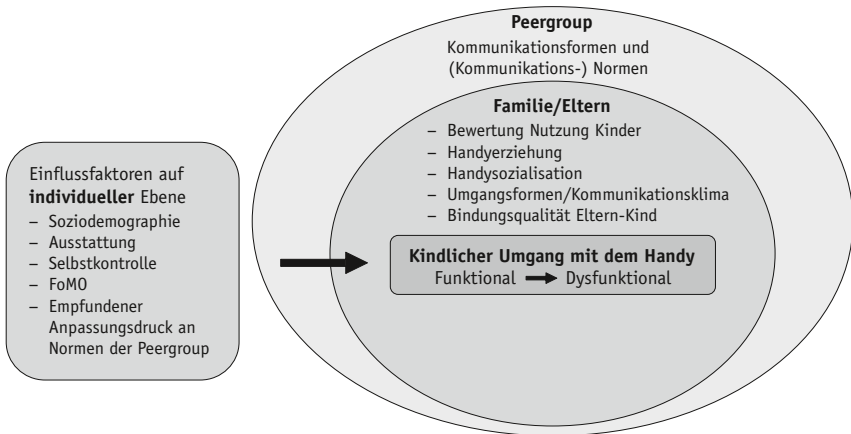 Peergroup
Kommunikationsformen und
(Kommunikations-) Normen
Familie/Eltern
– Bewertung Nutzung Kinder
– Handyerziehung
– Handysozialisation
– Umgangsformen/Kommunikationsklima
– Bindungsqualität Eltern-Kind
Einflussfaktoren auf
individueller Ebene
– Soziodemographie
– Ausstattung
– Selbstkontrolle
– FoMO
– Empfundener
Anpassungsdruck an
Normen der Peergroup
Kindlicher Umgang mit dem Handy
Funktional → Dysfunktional